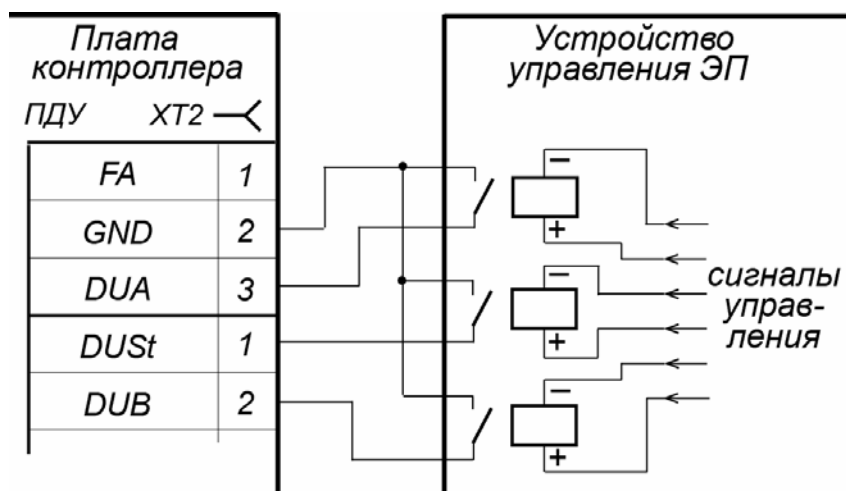 Плата
контроллера
ПДУ XT2
FA 1
GND 2
DUA 3
DUSt 1
DUB 2
Устройство
управления ЭП
−
+
−
+
−
+
сигналы
управ-
ления